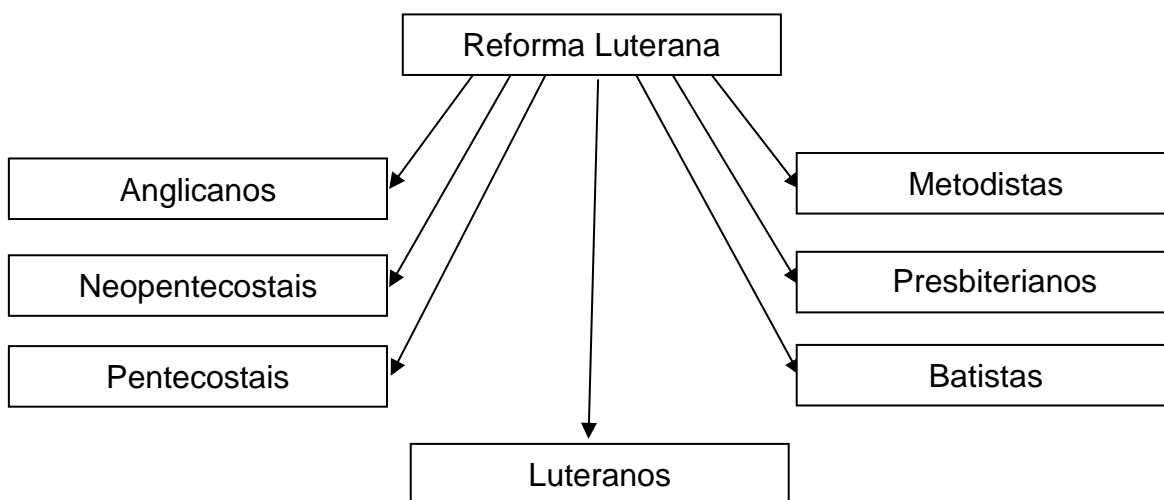 Reforma Luterana
Anglicanos
Metodistas
Neopentecostais
Presbiterianos
Pentecostais
Batistas
Luteranos